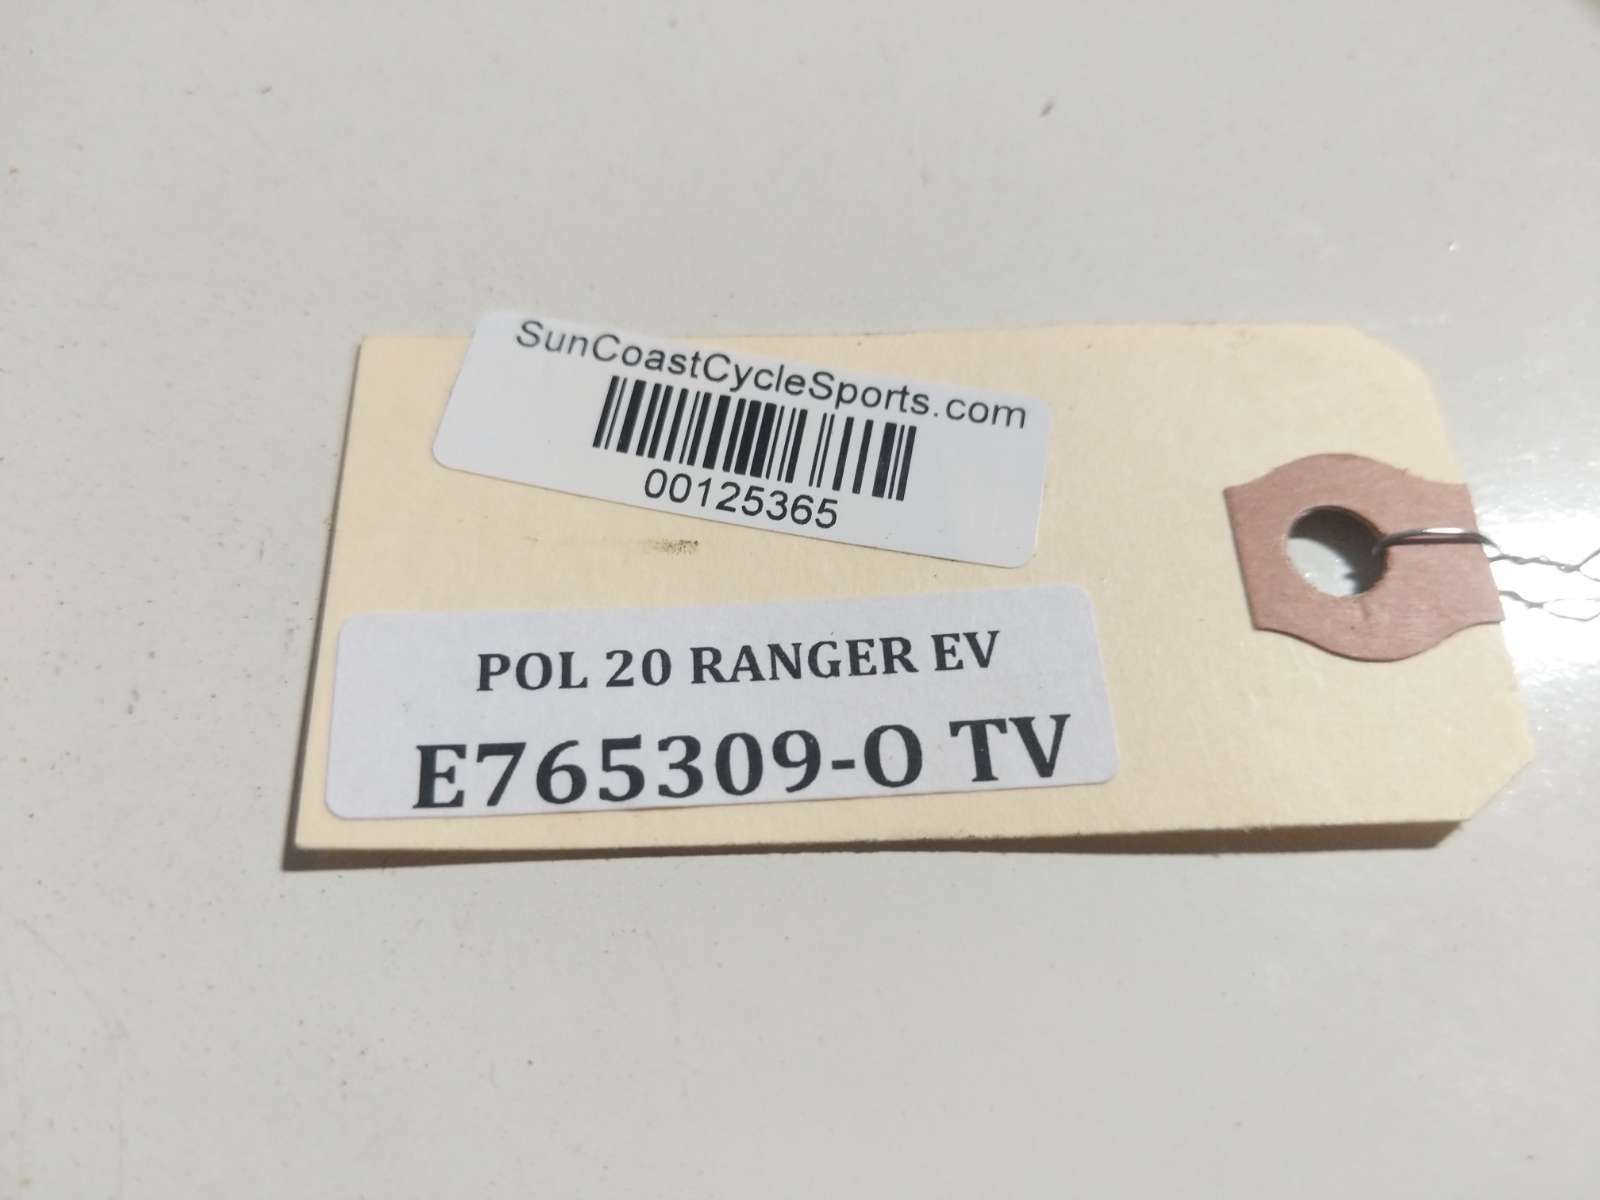 SunCoastCycleSports.com
00125365
POL 20 RANGER EV
E765309-O TV